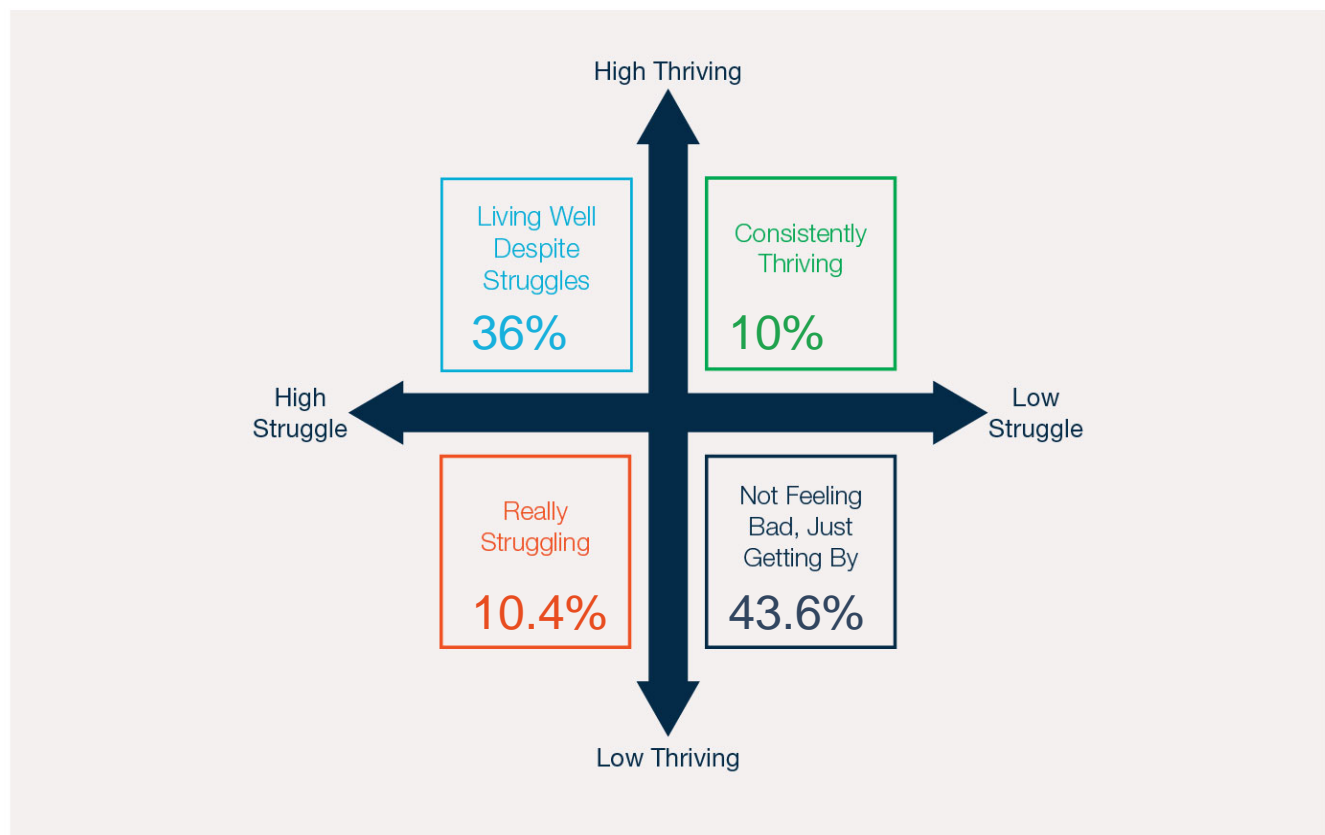 High Thriving
Living Well
Despite
Struggles
36%
Consistently
Thriving
10%
High
Struggle
Low
Struggle
Really
Struggling
10.4%
Not Feeling
Bad, Just
Getting By
43.6%
Low Thriving